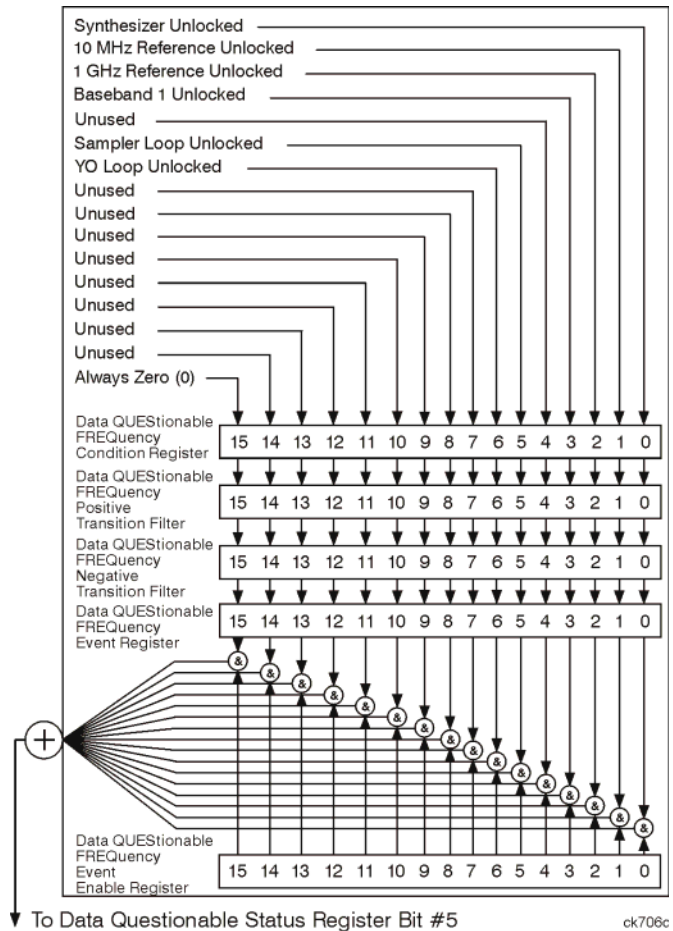 Synthesizer Unlocked
10 MHz Reference Unlocked
1 GHz Reference Unlocked
Baseband 1 Unlocked
Unused
Sampler Loop Unlocked
YO Loop Unlocked
Unused
Unused
Unused
Unused
Unused
Unused
Unused
Unused
Always Zero (0)
Data QUEStionable
FREQuency
Condition Register
15 14 13 12 11 10 9 8 7 6 5 4 3 2 1 0
Data QUEStionable
FREQuency
Positive
Transition Filter
15 14 13 12 11 10 9 8 7 6 5 4 3 2 1 0
Data QUEStionable
FREQuency
Negative
Transition Filter
15 14 13 12 11 10 9 8 7 6 5 4 3 2 1 0
Data QUEStionable
FREQuency
Event Register
15 14 13 12 11 10 9 8 7 6 5 4 3 2 1 0
& & & & & & & & & & & & & & & &
+
Data QUEStionable
FREQuency
Event
Enable Register
15 14 13 12 11 10 9 8 7 6 5 4 3 2 1 0
To Data Questionable Status Register Bit #5
ck706c